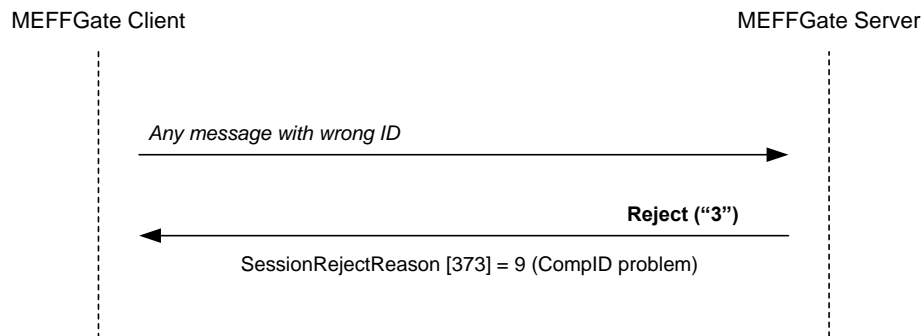 MEFFGate Client
MEFFGate Server
Any message with wrong ID
Reject (“3”)
SessionRejectReason [373] = 9 (CompID problem)